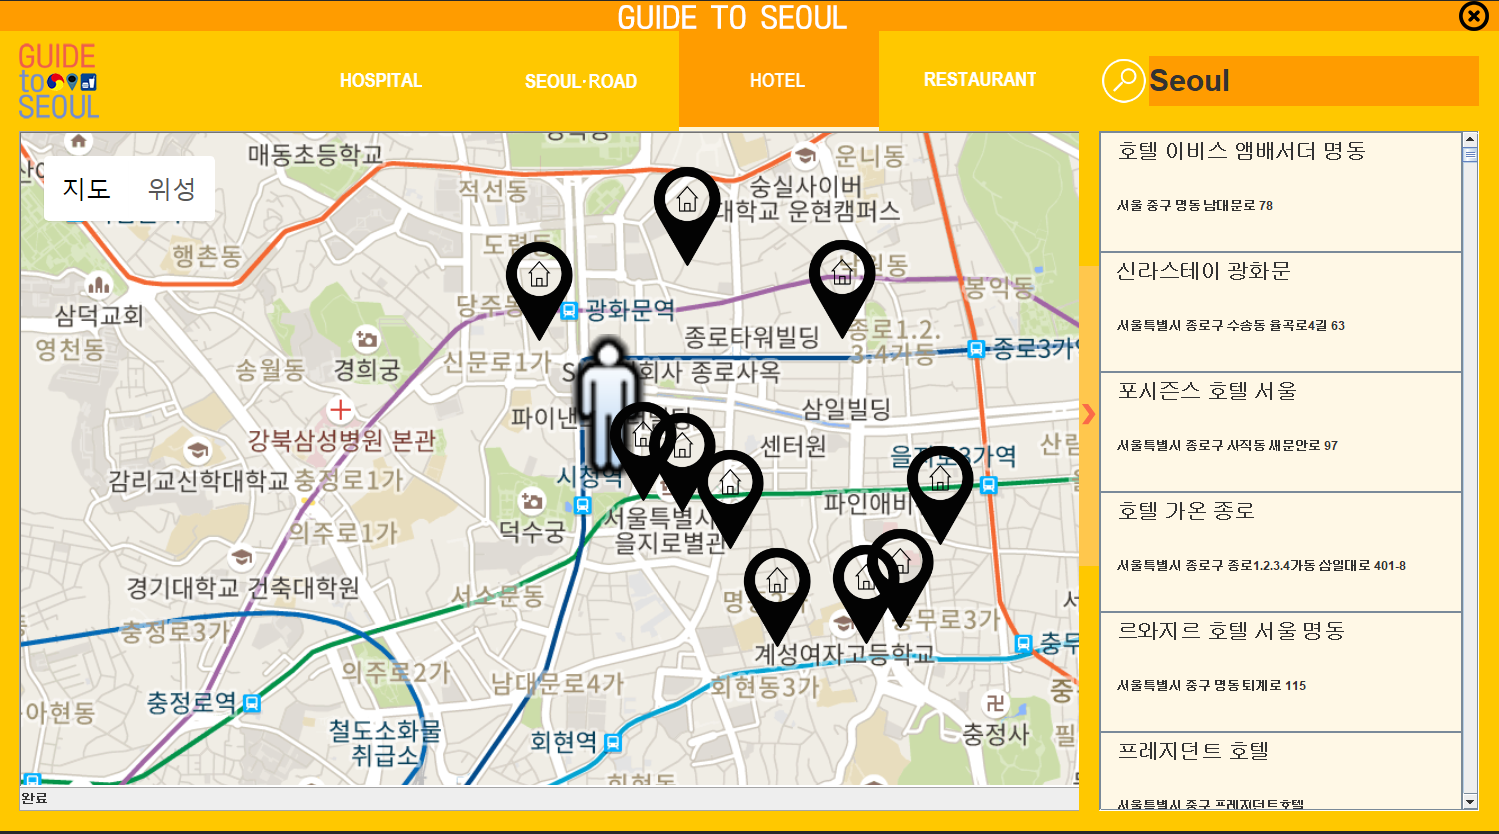 GUIDE TO SEOUL
GUIDE
to
SEOUL
HOSPITAL
SEOUL·ROAD
HOTEL
RESTAURANT
Seoul
지도
위성
매동초등학교
운니동
적선동
숭실사이버
대학교 운현캠퍼스
도렴동
행촌동
삼덕교회
영천동
당주동
광화문역
봉익동
종로타워빌딩
종로1.2.
3.4가동
종로3가역
신문로1가
송월동
경희궁
회사 종로사옥
삼일빌딩
강북삼성병원 본관
센터원
을지로3가역
감리교신학대학교
충정로1가
시청역
파인애비
덕수궁
서울특별시
을지로별관
의주로1가
경기대학교 건축대학원
서소문동
명동2가
충무로1가
충정로3가
계성여자고등학교
의주로2가
남대문로4가
회현동3가
충정로역
철도소화물
취급소
회현역
충정사
회현동
완료
호텔 이비스 앰배서더 명동
서울 중구 명동 남대문로 78
신라스테이 광화문
서울특별시 종로구 수송동 율곡로4길 63
포시즌스 호텔 서울
서울특별시 종로구 사직동 새문안로 97
호텔 가온 종로
서울특별시 종로구 종로1.2.3.4가동 삼일대로 401-8
르와지르 호텔 서울 명동
서울특별시 중구 명동 퇴계로 115
프레지던트 호텔
서울특별시 중구 프레지던트호텔